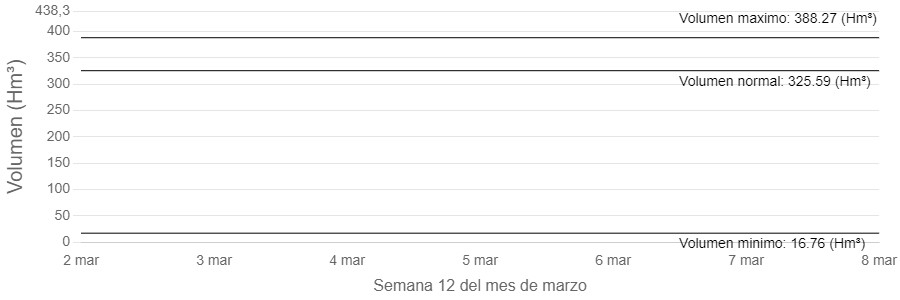 438,3
Volumen maximo: 388.27 (Hm³)
400
350
Volumen normal: 325.59 (Hm³)
300
250
200
150
100
50
Volumen minimo: 16.76 (Hm³)
0
Volumen (Hm³)
2 mar 3 mar 4 mar 5 mar 6 mar 7 mar 8 mar
Semana 12 del mes de marzo